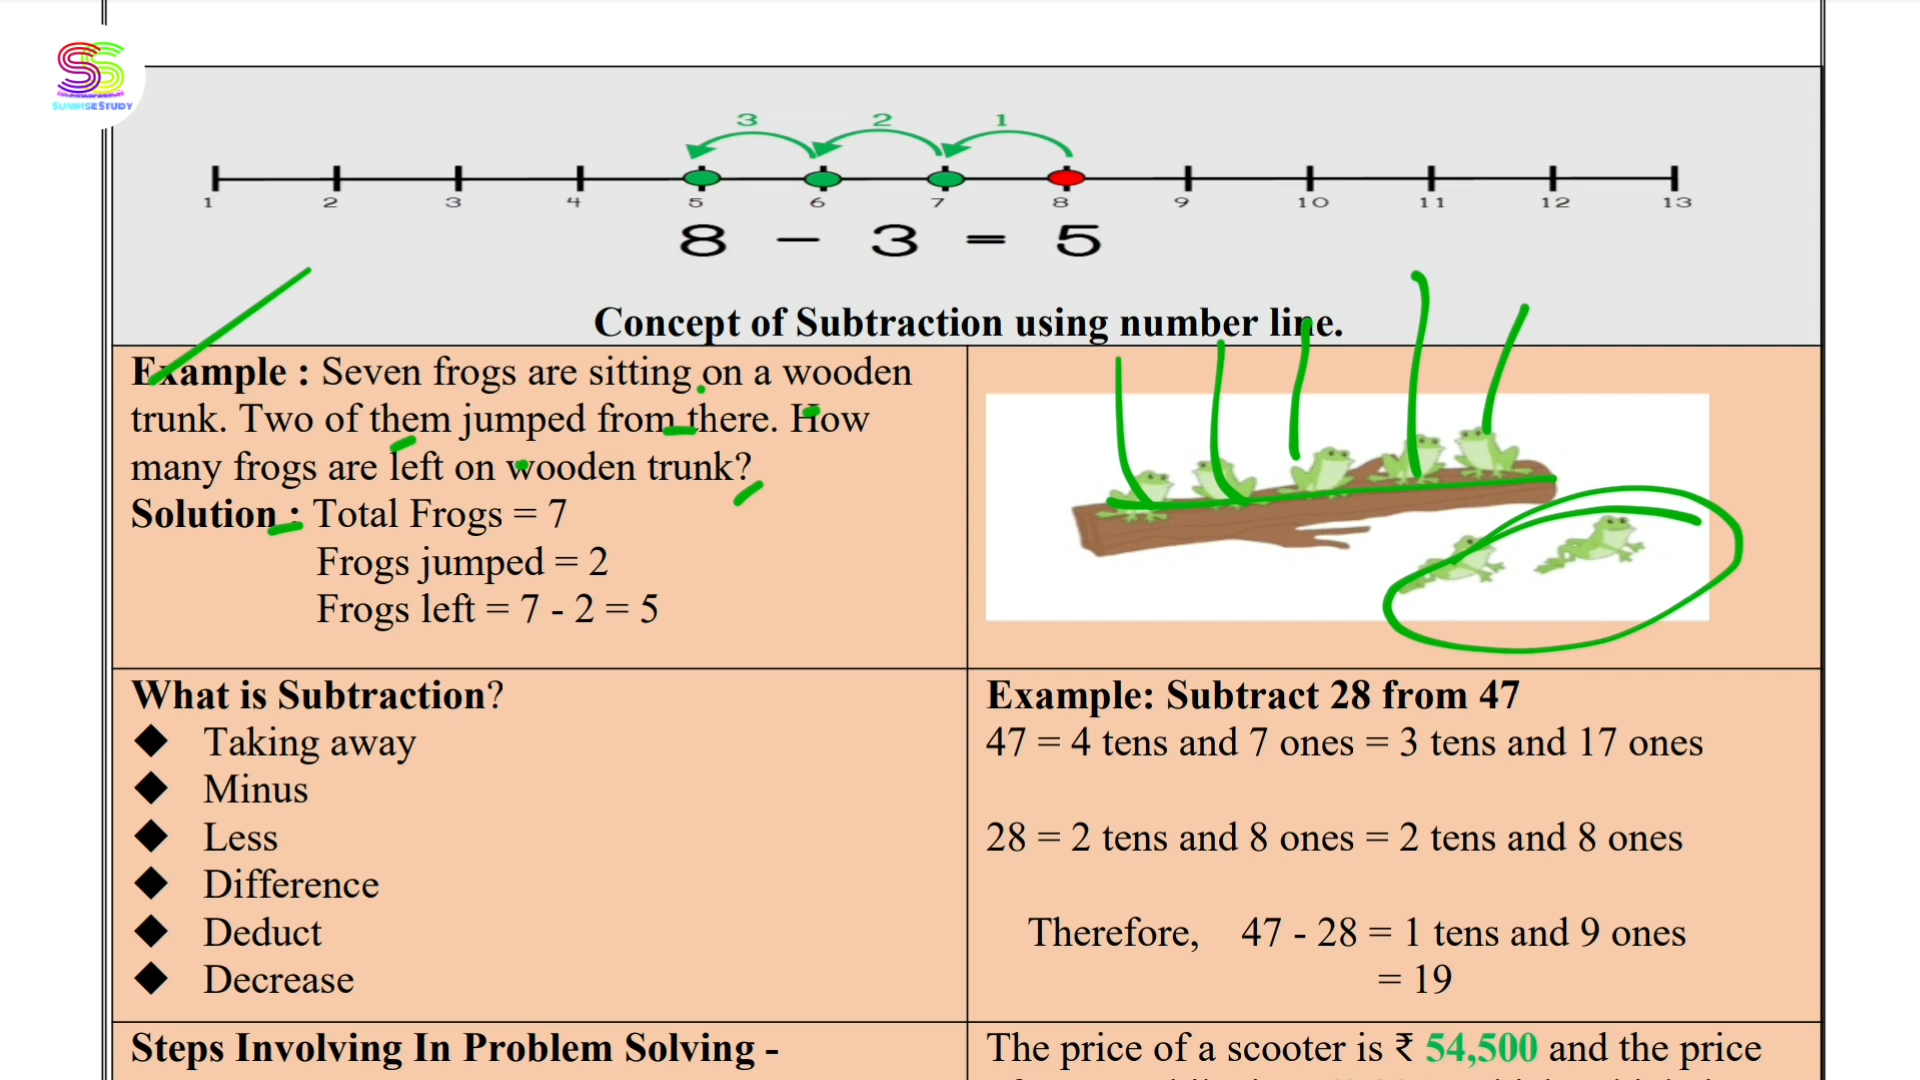 SS
SUNRISE STUDY
3 2 1
1 2 3 4 5 6 7 8 9 10 11 12 13
8 - 3 = 5
Concept of Subtraction using number line.
Example : Seven frogs are sitting on a wooden
trunk. Two of them jumped from there. How
many frogs are left on wooden trunk?
Solution : Total Frogs = 7
Frogs jumped = 2
Frogs left = 7 - 2 = 5
What is Subtraction?
Taking away
Minus
Less
Difference
Deduct
Decrease
Example: Subtract 28 from 47
47 = 4 tens and 7 ones = 3 tens and 17 ones
28 = 2 tens and 8 ones = 2 tens and 8 ones
Therefore, 47 - 28 = 1 tens and 9 ones
= 19
Steps Involving In Problem Solving -
The price of a scooter is ₹ 54,500 and the price